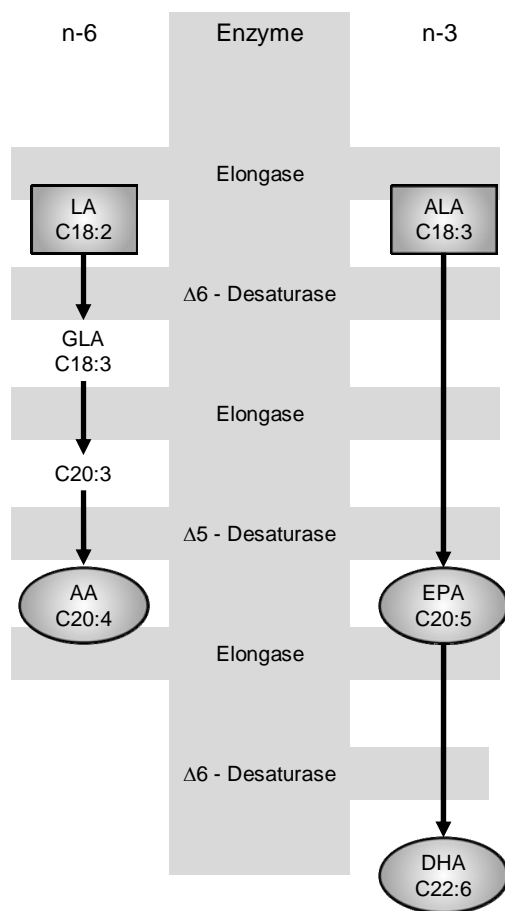 n-6 Enzyme n-3
Elongase
LA ALA
C18:2 C18:3
Δ6 - Desaturase
GLA
C18:3
Elongase
C20:3
Δ5 - Desaturase
AA EPA
C20:4 C20:5
Elongase
Δ6 - Desaturase
DHA
C22:6